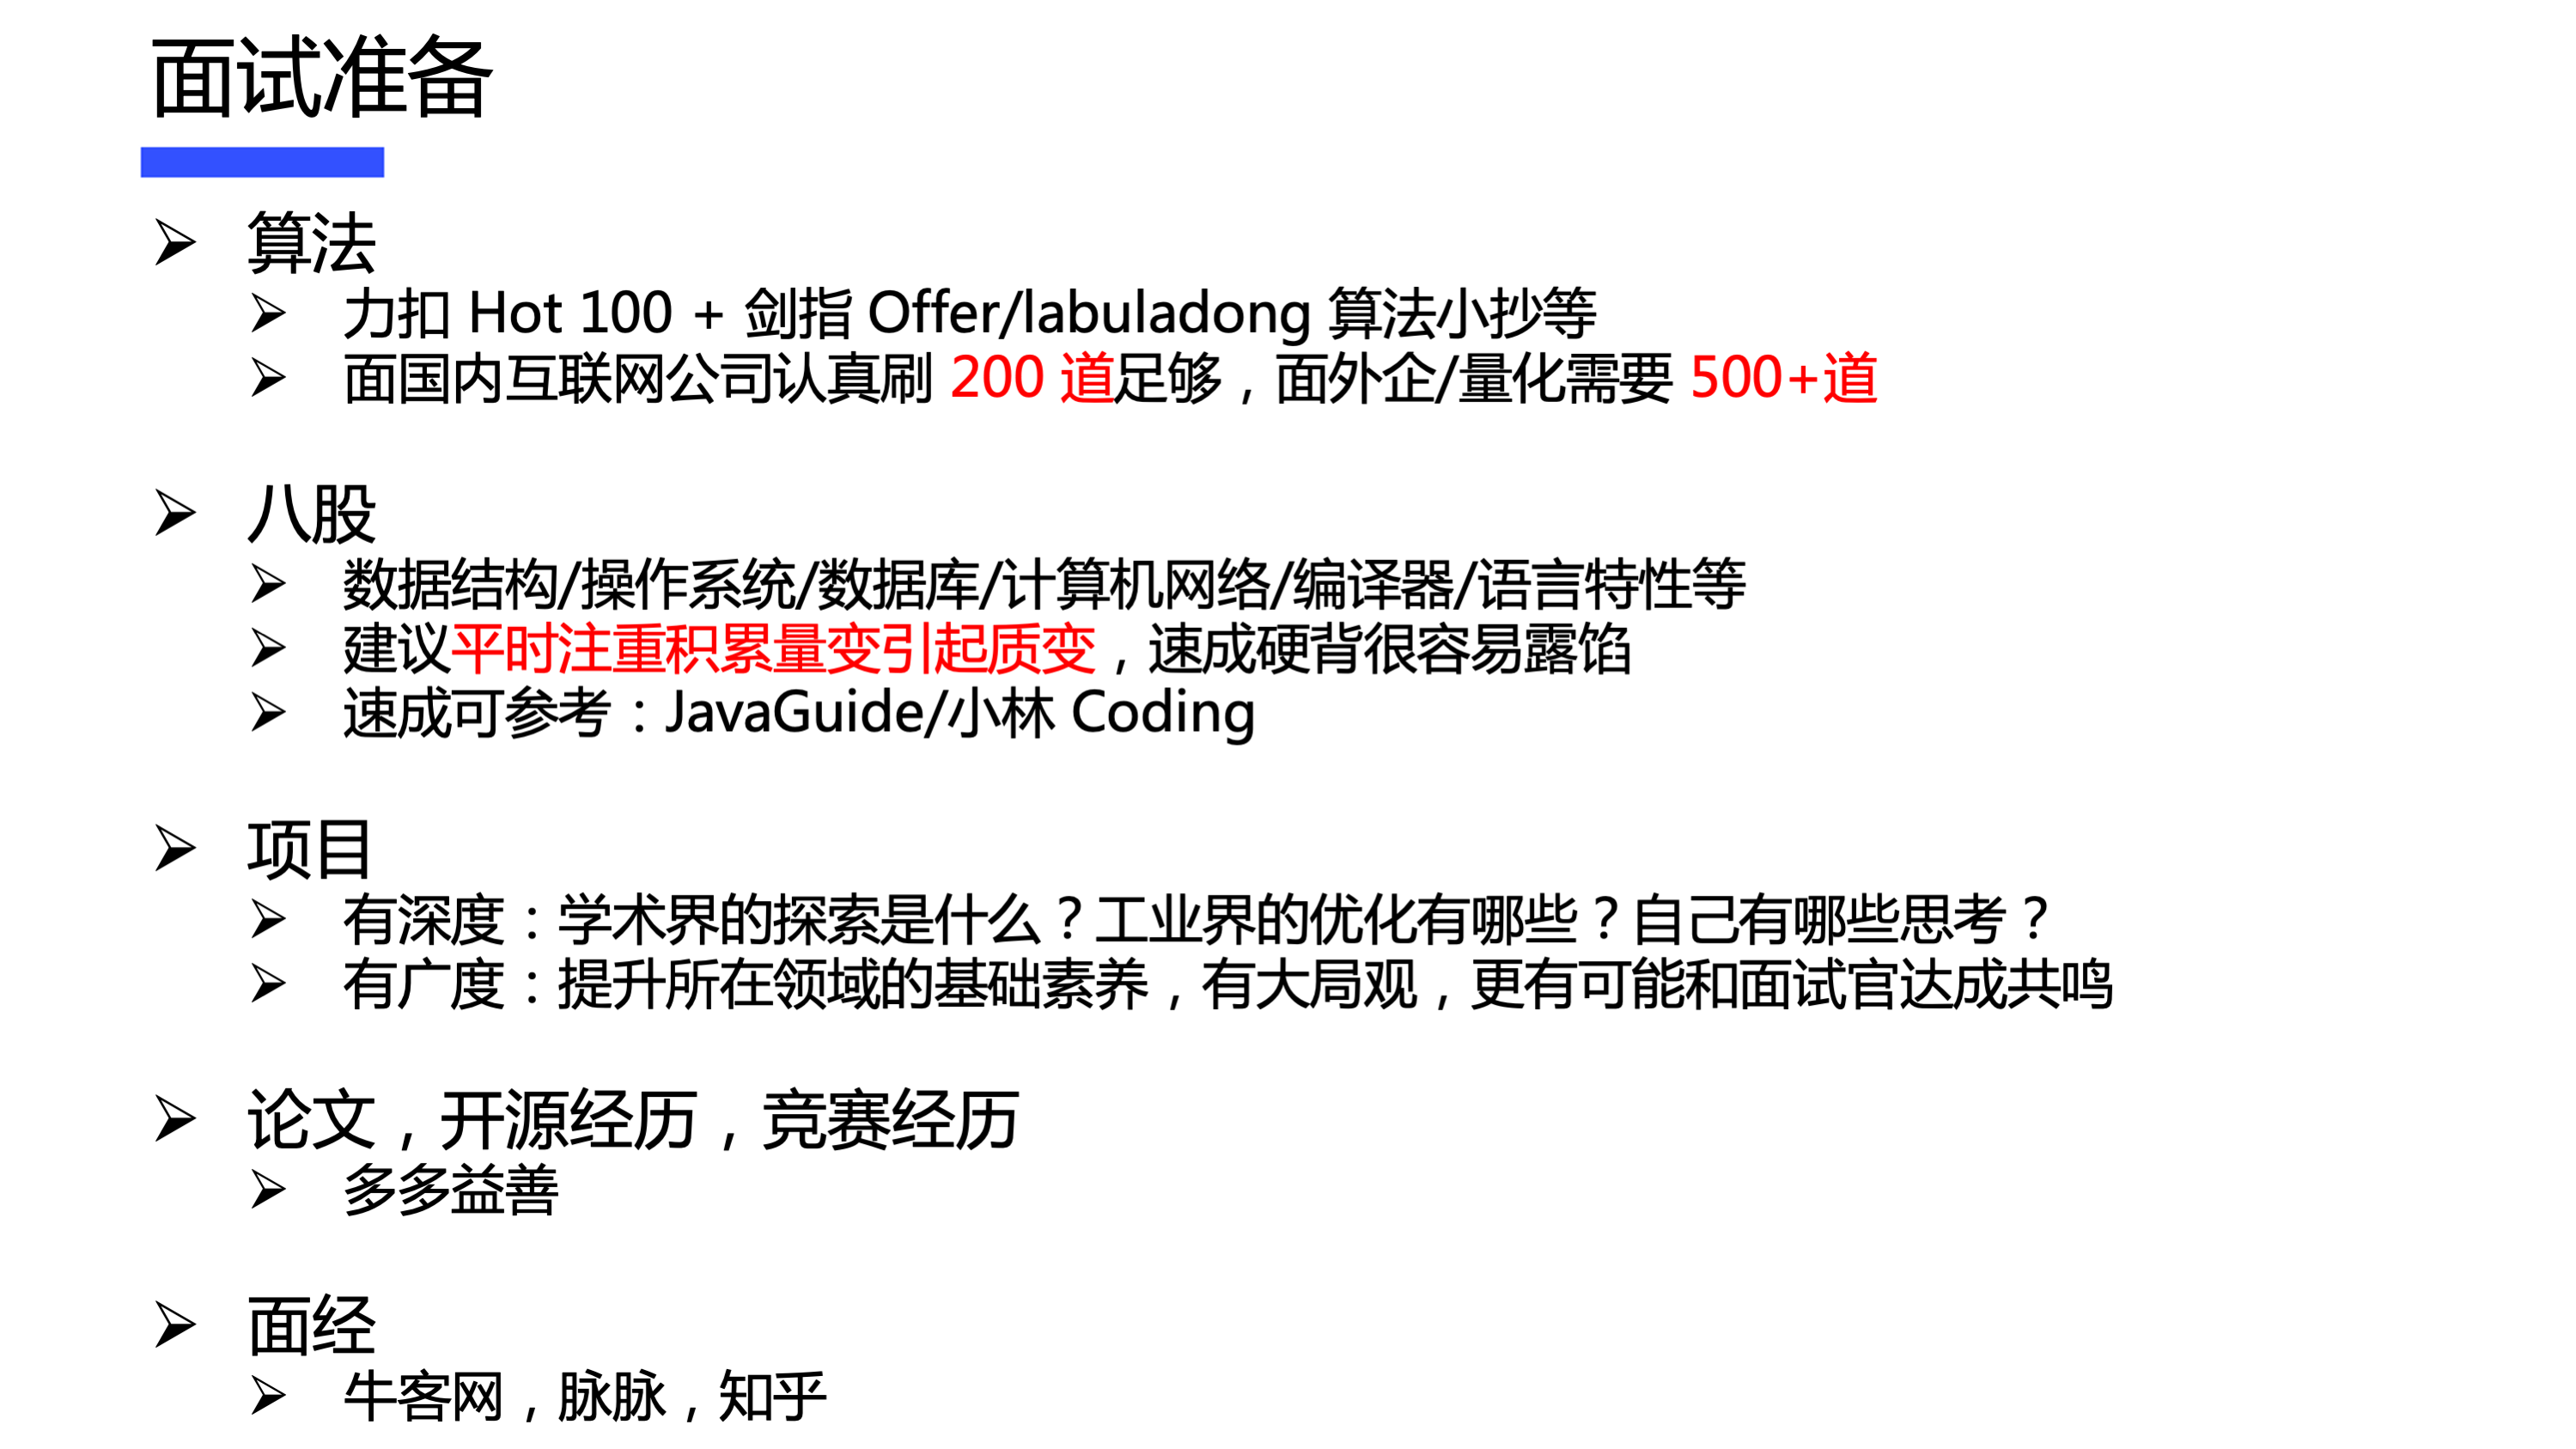 面试准备
算法
力扣 Hot 100 + 剑指 Offer/labuladong 算法小抄等
面国内互联网公司认真刷 200 道足够，面外企/量化需要 500+道
八股
数据结构/操作系统/数据库/计算机网络/编译器/语言特性等
建议平时注重积累量变引起质变，速成硬背很容易露馅
速成可参考：JavaGuide/小林 Coding
项目
有深度：学术界的探索是什么？工业界的优化有哪些？自己有哪些思考？
有广度：提升所在领域的基础素养，有大局观，更有可能和面试官达成共鸣
论文，开源经历，竞赛经历
多多益善
面经
牛客网，脉脉，知乎